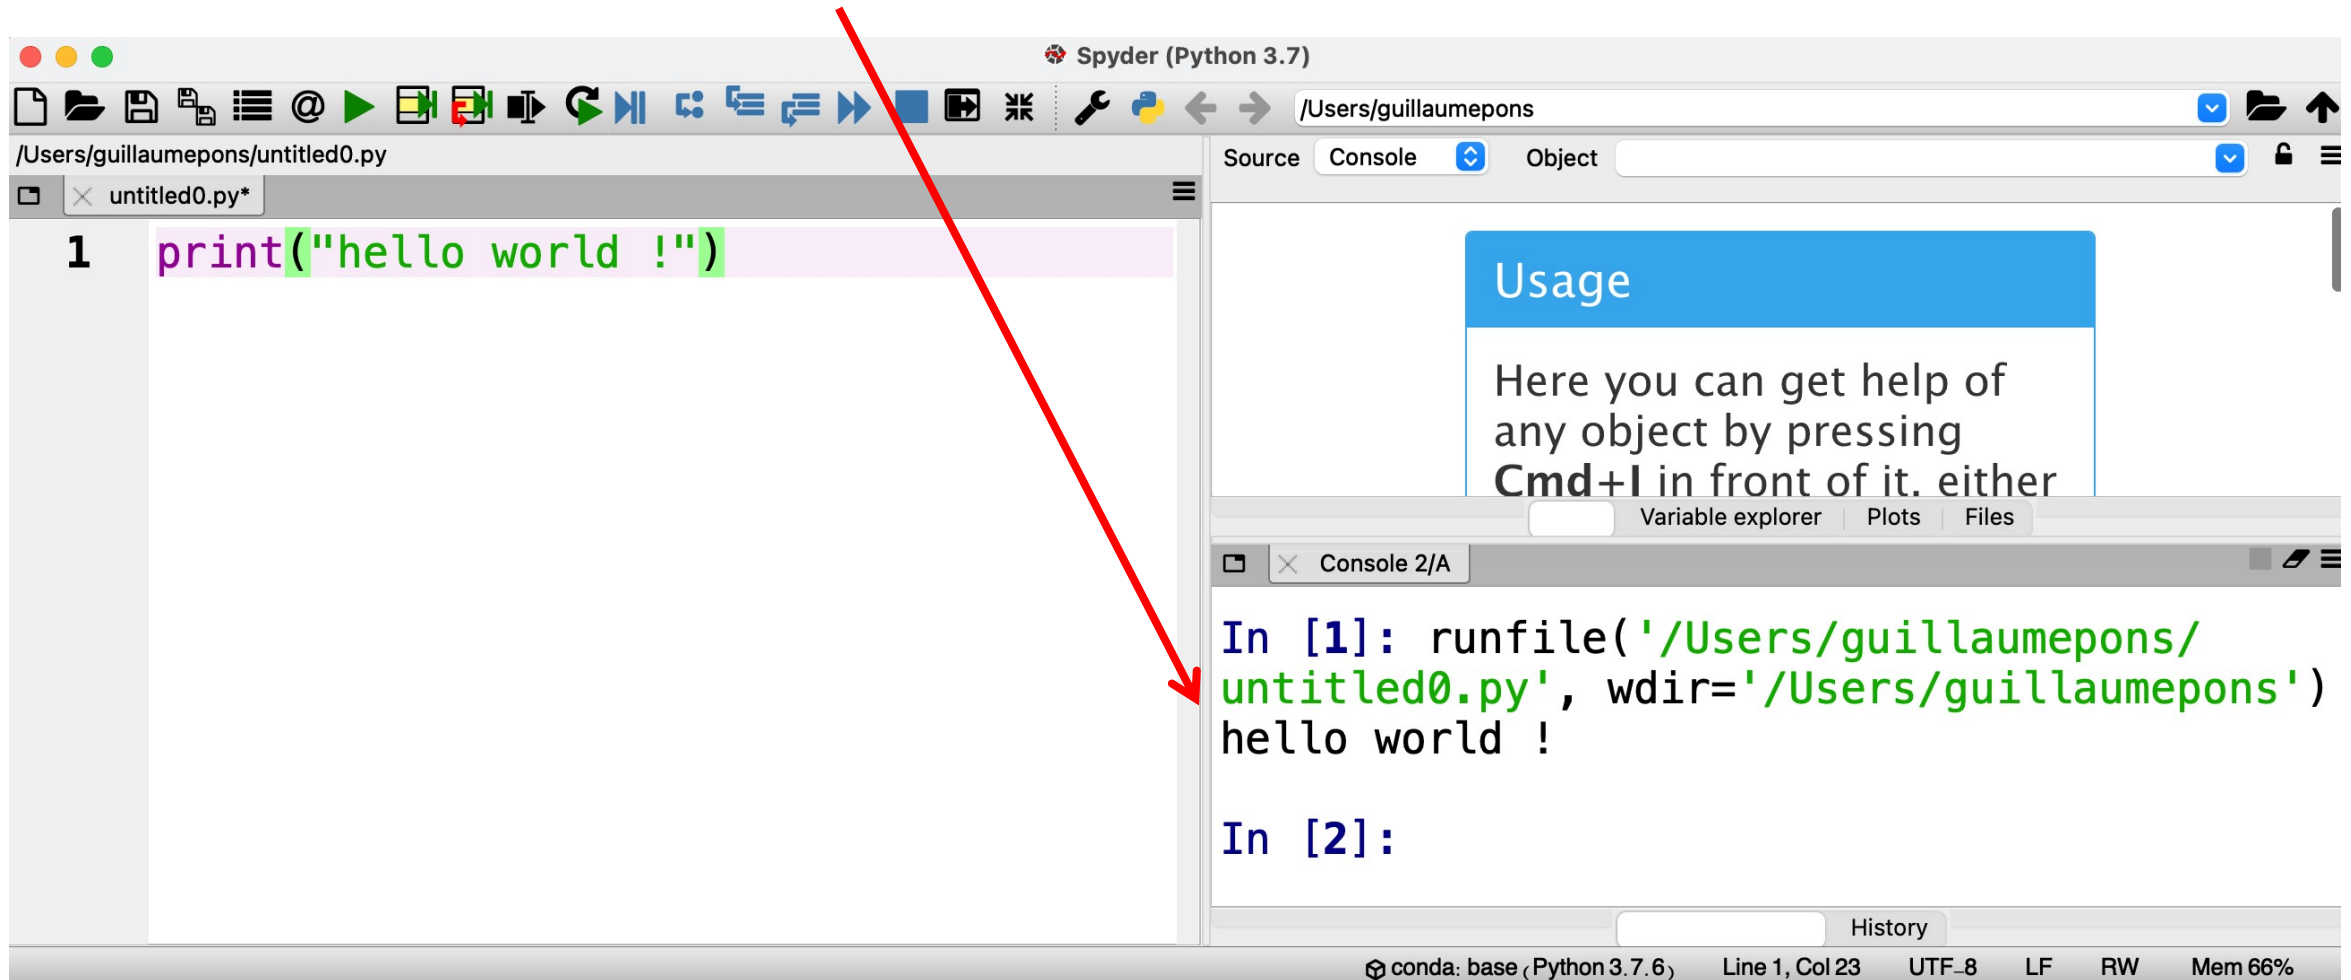 Spyder (Python 3.7)
/Users/guillaumepons
/Users/guillaumepons/untitled0.py
untitled0.py*
1 print("hello world !")
Source Console Object
Usage
Here you can get help of
any object by pressing
Cmd+I in front of it, either
Variable explorer Plots Files
Console 2/A
In [1]: runfile('/Users/guillaumepons/
untitled0.py', wdir='/Users/guillaumepons')
hello world !
In [2]:
History
conda: base (Python 3.7.6) Line 1, Col 23 UTF-8 LF RW Mem 66%